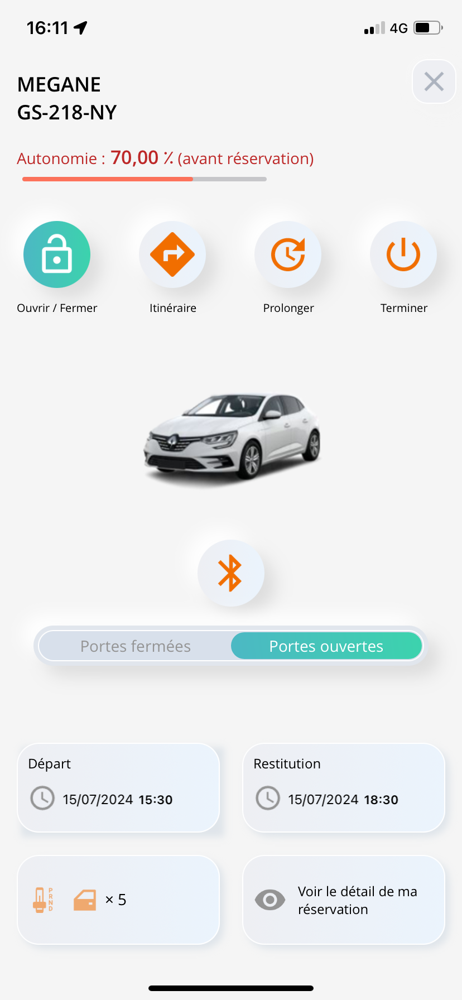 16:11
4G
MEGANE
GS-218-NY
Autonomie : 70,00 % (avant réservation)
Ouvrir / Fermer
Itinéraire
Prolonger
Terminer
Portes fermées
Portes ouvertes
Départ
15/07/2024 15:30
Restitution
15/07/2024 18:30
P
R
N
D
× 5
Voir le détail de ma
réservation